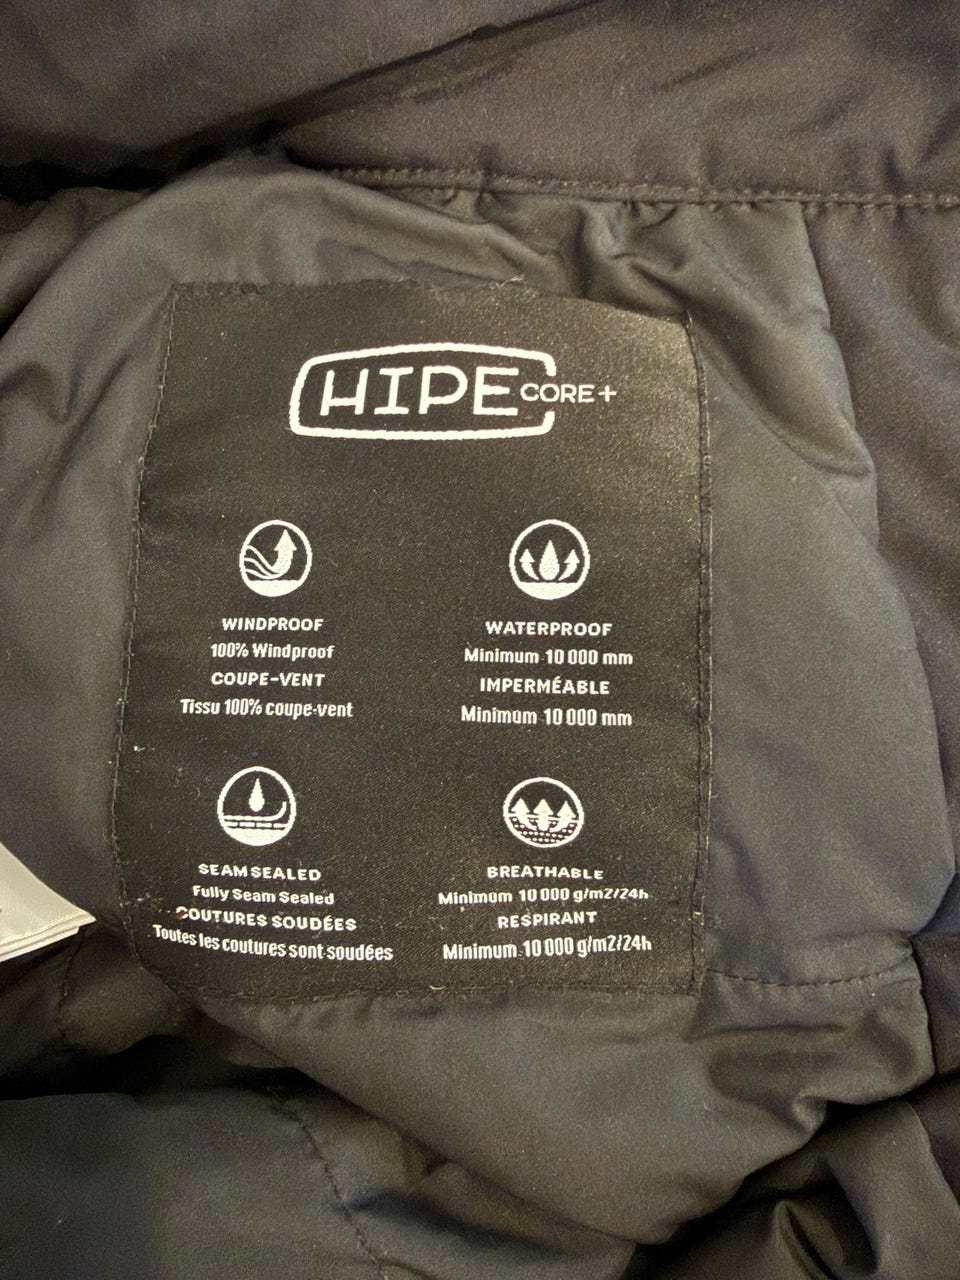 HIPE CORE+
WINDPROOF
100% Windproof
COUPE-VENT
Tissu 100% coupe-vent
WATERPROOF
Minimum 10 000 mm
IMPERMÉABLE
Minimum 10 000 mm
SEAM SEALED
Fully Seam Sealed
COUTURES SOUDÉES
Toutes les coutures sont soudées
BREATHABLE
Minimum 10 000 g/m2/24h
RESPIRANT
Minimum 10 000 g/m2/24h